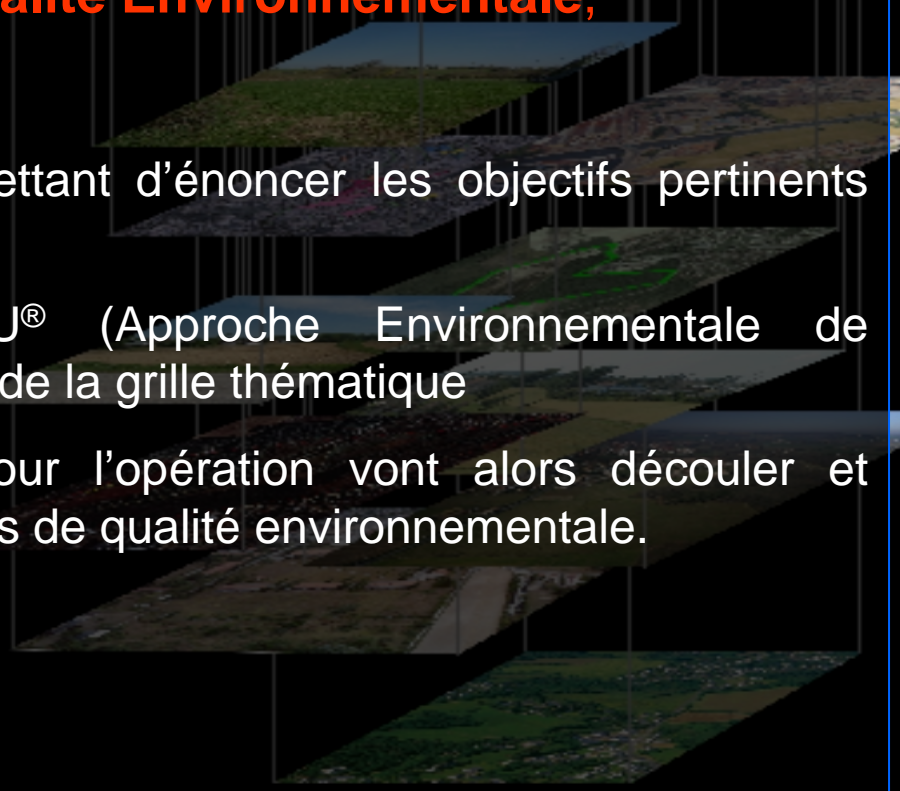 alité Environnementale,
ettant d'énoncer les objectifs pertinents
U® (Approche Environnementale de
de la grille thématique
our l'opération vont alors découler et
s de qualité environnementale.